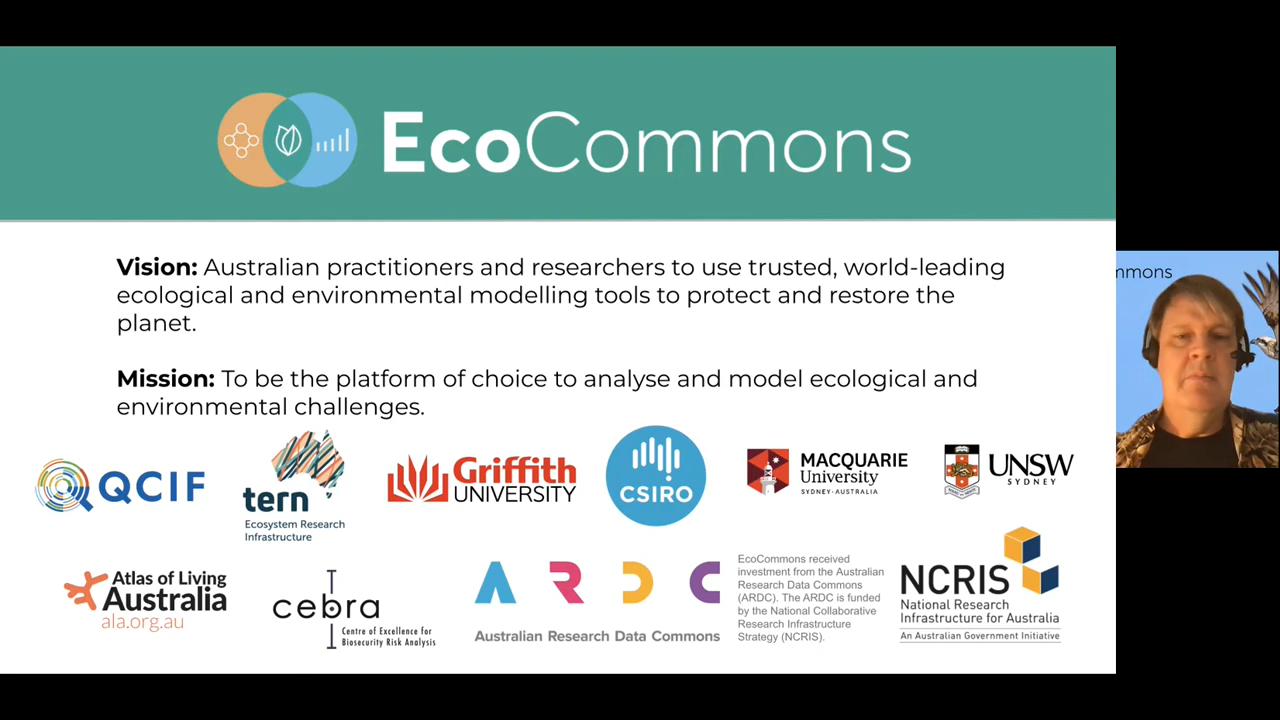 EcoCommons
Vision: Australian practitioners and researchers to use trusted, world-leading
ecological and environmental modelling tools to protect and restore the
planet.
Mission: To be the platform of choice to analyse and model ecological and
environmental challenges.
mmons
QCIF
tern
Ecosystem Research
Infrastructure
Griffith
UNIVERSITY
CSIRO
MACQUARIE
University
SYDNEY·AUSTRALIA
UNSW
SYDNEY
Atlas of Living
Australia
ala.org.au
cebra
Centre of Excellence for
Biosecurity Risk Analysis
ARDC
Australian Research Data Commons
EcoCommons received
investment from the Australian
Research Data Commons
(ARDC). The ARDC is funded
by the National Collaborative
Research Infrastructure
Strategy (NCRIS).
NCRIS
National Research
Infrastructure for Australia
An Australian Government Initiative